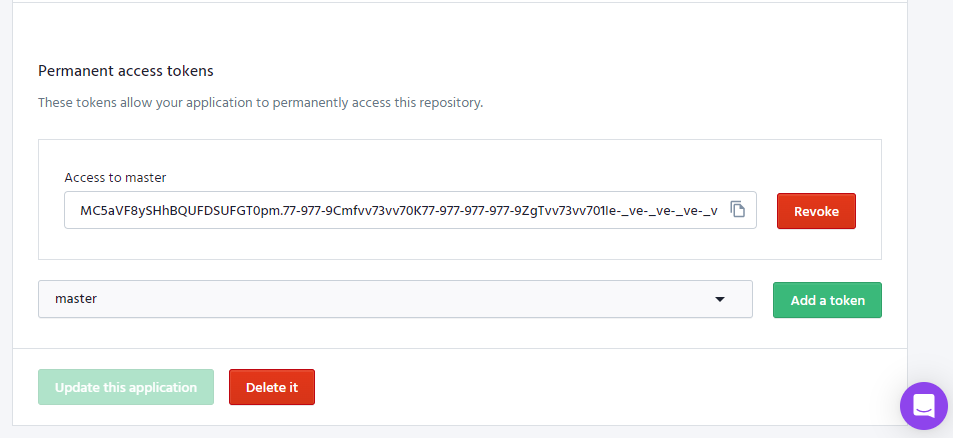 Permanent access tokens
These tokens allow your application to permanently access this repository.
Access to master
MC5aVF8ySHhBQUFDSUFGT0pm.77-977-9Cmfvv73vv70K77-977-977-977-9ZgTvv73vv701Ie-_ve-_ve-_ve-_v
Revoke
master
Add a token
Update this application
Delete it